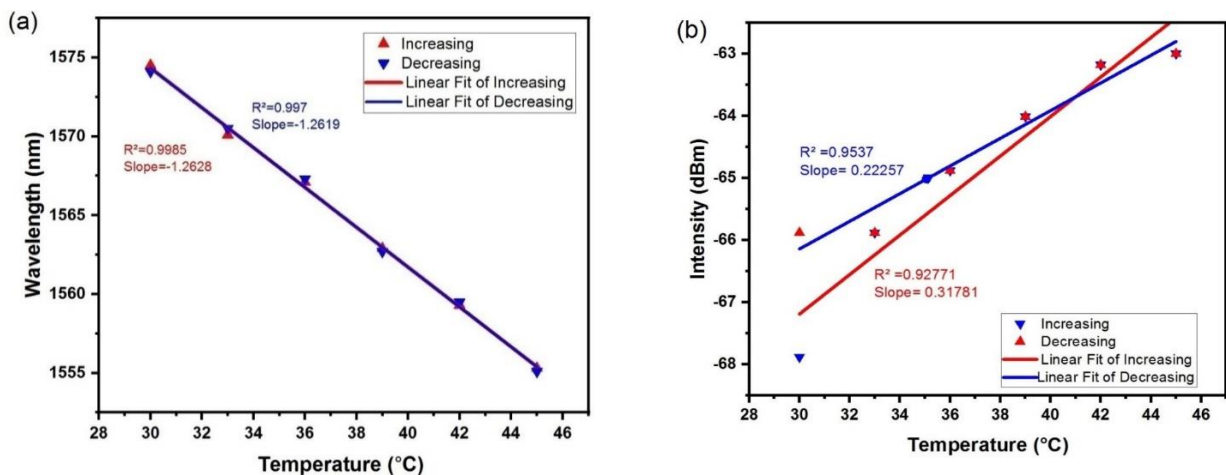 (a)
Increasing
Decreasing
Linear Fit of Increasing
Linear Fit of Decreasing
R²=0.997
Slope=-1.2619
R²=0.9985
Slope=-1.2628
Wavelength (nm)
1575
1570
1565
1560
1555
28 30 32 34 36 38 40 42 44 46
Temperature (°C)
(b)
R² =0.9537
Slope= 0.22257
R² =0.92771
Slope= 0.31781
Increasing
Decreasing
Linear Fit of Increasing
Linear Fit of Decreasing
Intensity (dBm)
-63
-64
-65
-66
-67
-68
28 30 32 34 36 38 40 42 44 46
Temperature (°C)